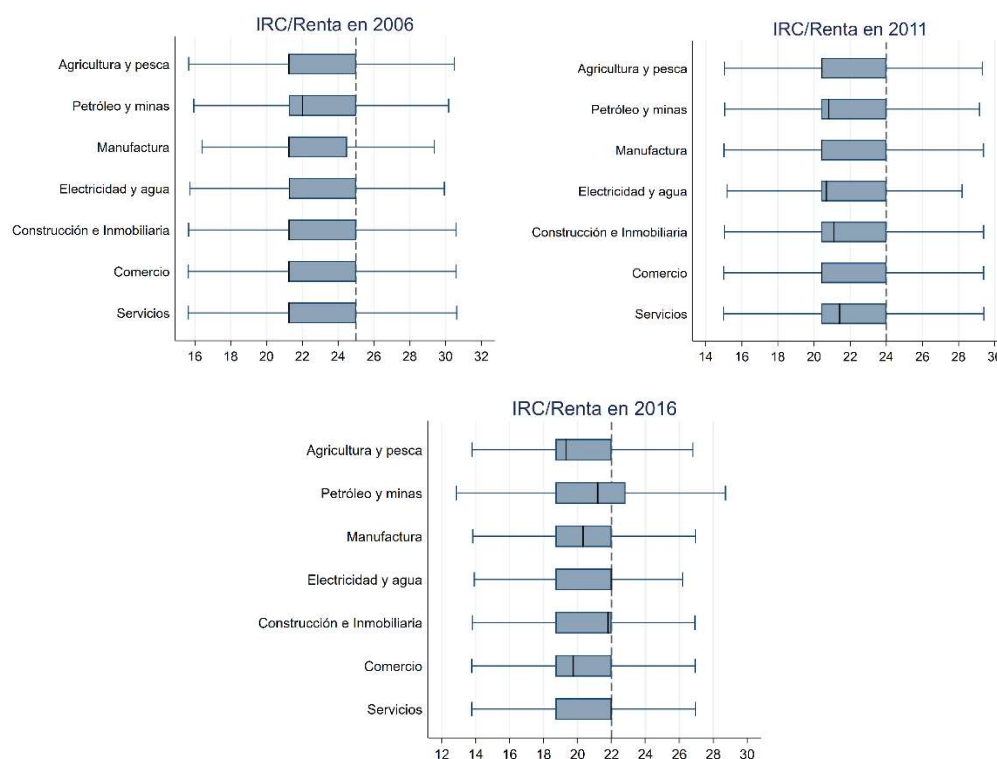 IRC/Renta en 2006
Agricultura y pesca
Petróleo y minas
Manufactura
Electricidad y agua
Construcción e Inmobiliaria
Comercio
Servicios
16 18 20 22 24 26 28 30 32
IRC/Renta en 2011
Agricultura y pesca
Petróleo y minas
Manufactura
Electricidad y agua
Construcción e Inmobiliaria
Comercio
Servicios
14 16 18 20 22 24 26 28
IRC/Renta en 2016
Agricultura y pesca
Petróleo y minas
Manufactura
Electricidad y agua
Construcción e Inmobiliaria
Comercio
Servicios
12 14 16 18 20 22 24 26 28 30